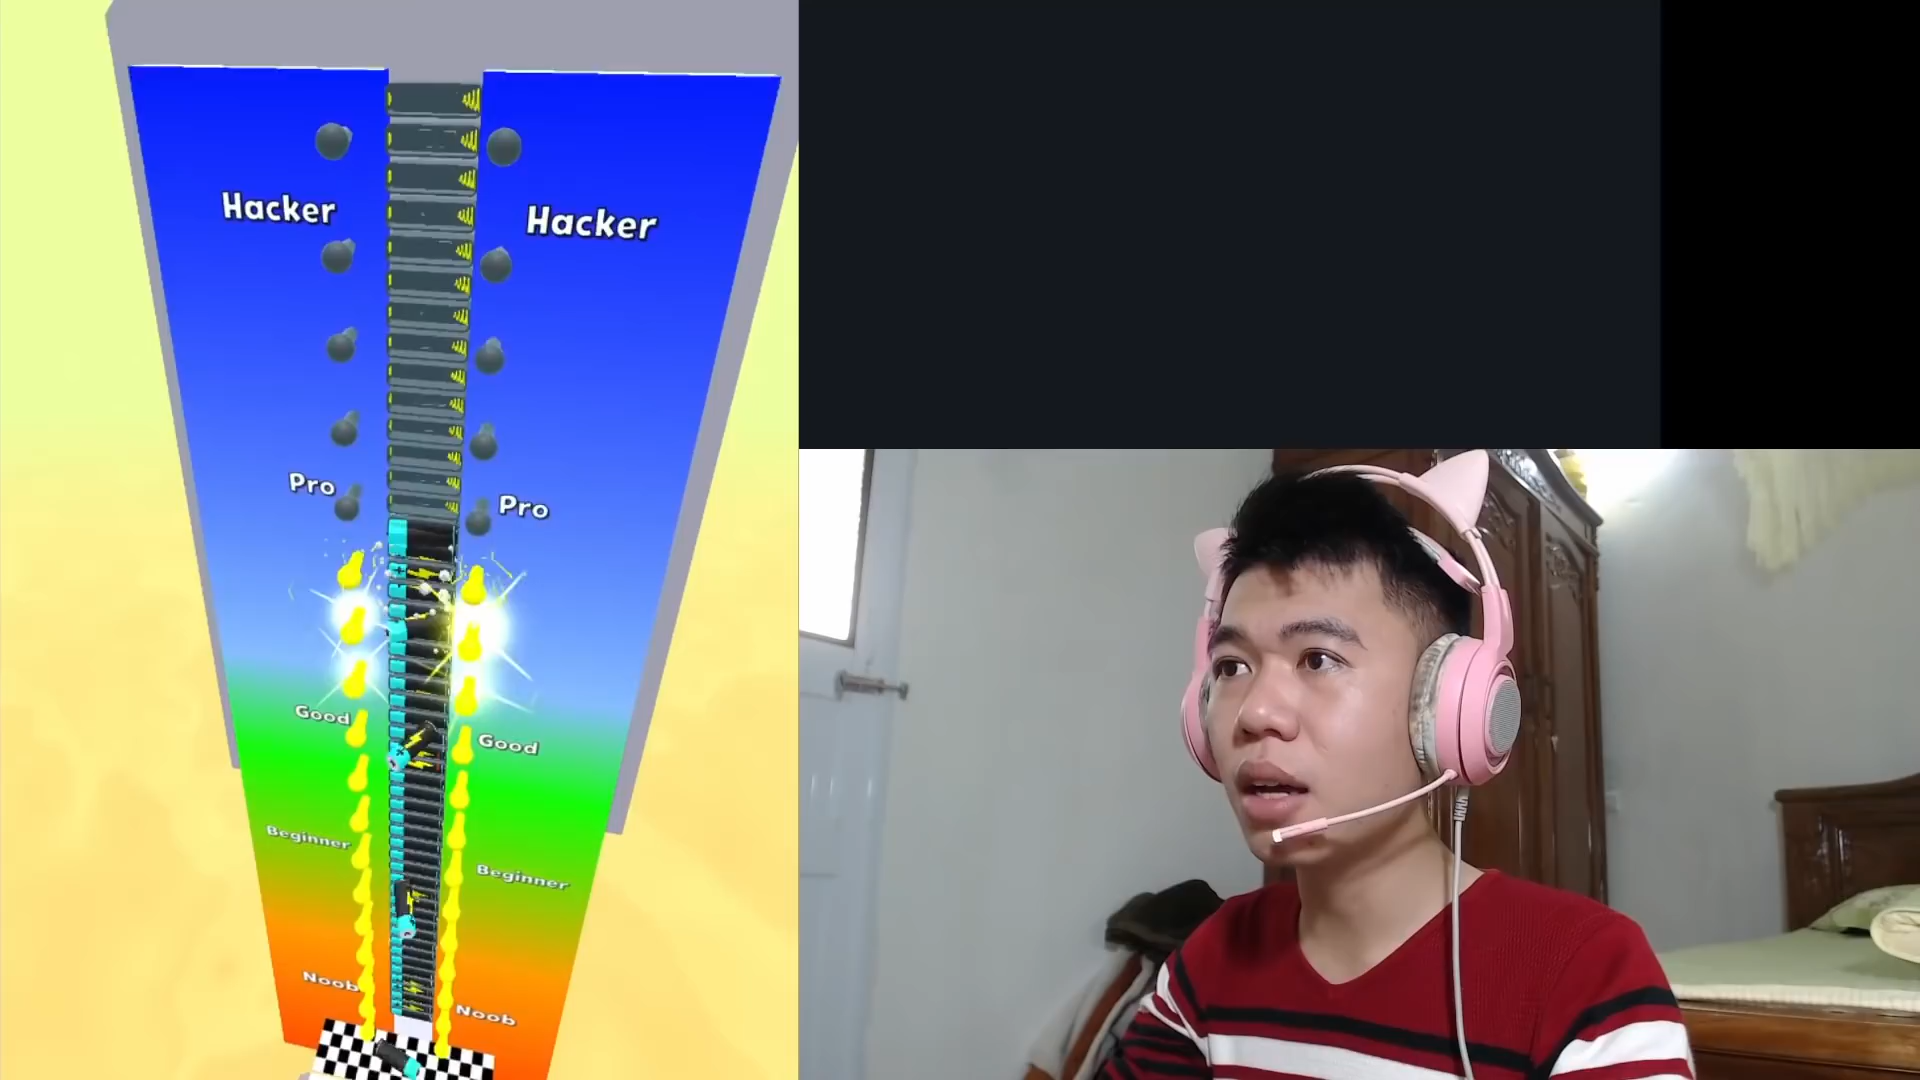 Hacker
Hacker
Pro
Pro
Good
Good
Beginner
Beginner
Noob
Noob